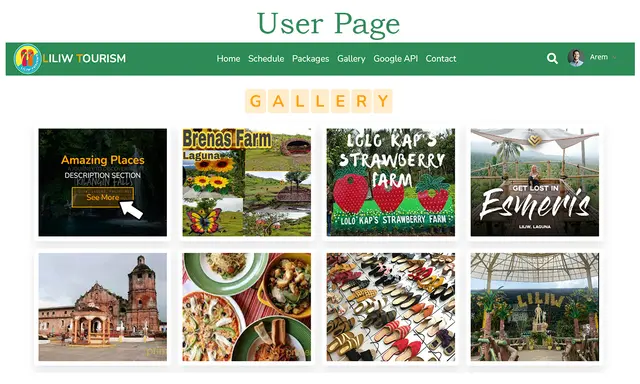 User Page
LILIW TOURISM
Home Schedule Packages Gallery Google API Contact
Arem
GALLERY
Amazing Places
DESCRIPTION SECTION
See More
Brenas Farm
Laguna
LOLO KAP'S
STRAWBERRY
FARM
LOLO KAP'S STRAWBERRY FARM
GET LOST IN
Esmeris
LILIW, LAGUNA
LILIW